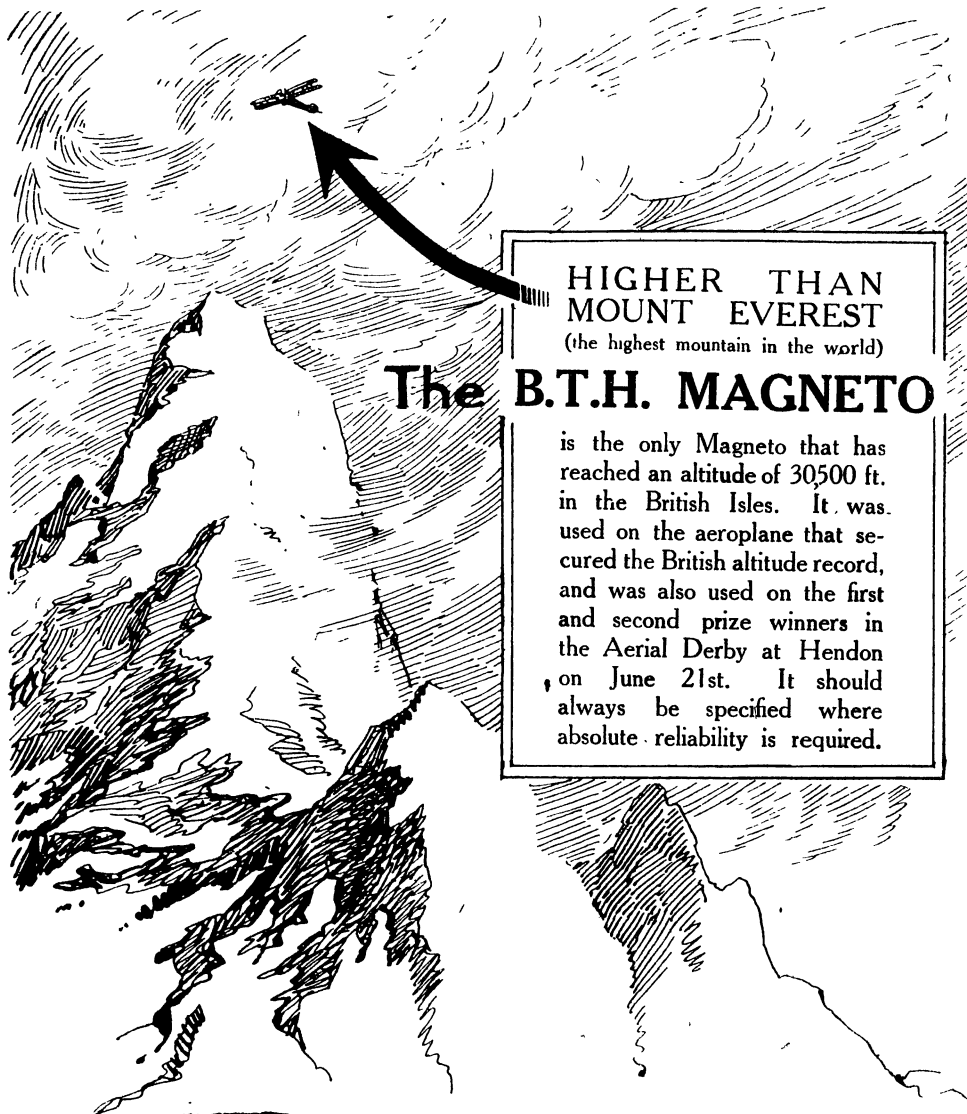 HIGHER THAN
MOUNT EVEREST
(the highest mountain in the world)
The B.T.H. MAGNETO
is the only Magneto that has
reached an altitude of 30,500 ft.
in the British Isles. It was
used on the aeroplane that se-
cured the British altitude record,
and was also used on the first
and second prize winners in
the Aerial Derby at Hendon
on June 21st. It should
always be specified where
absolute reliability is required.